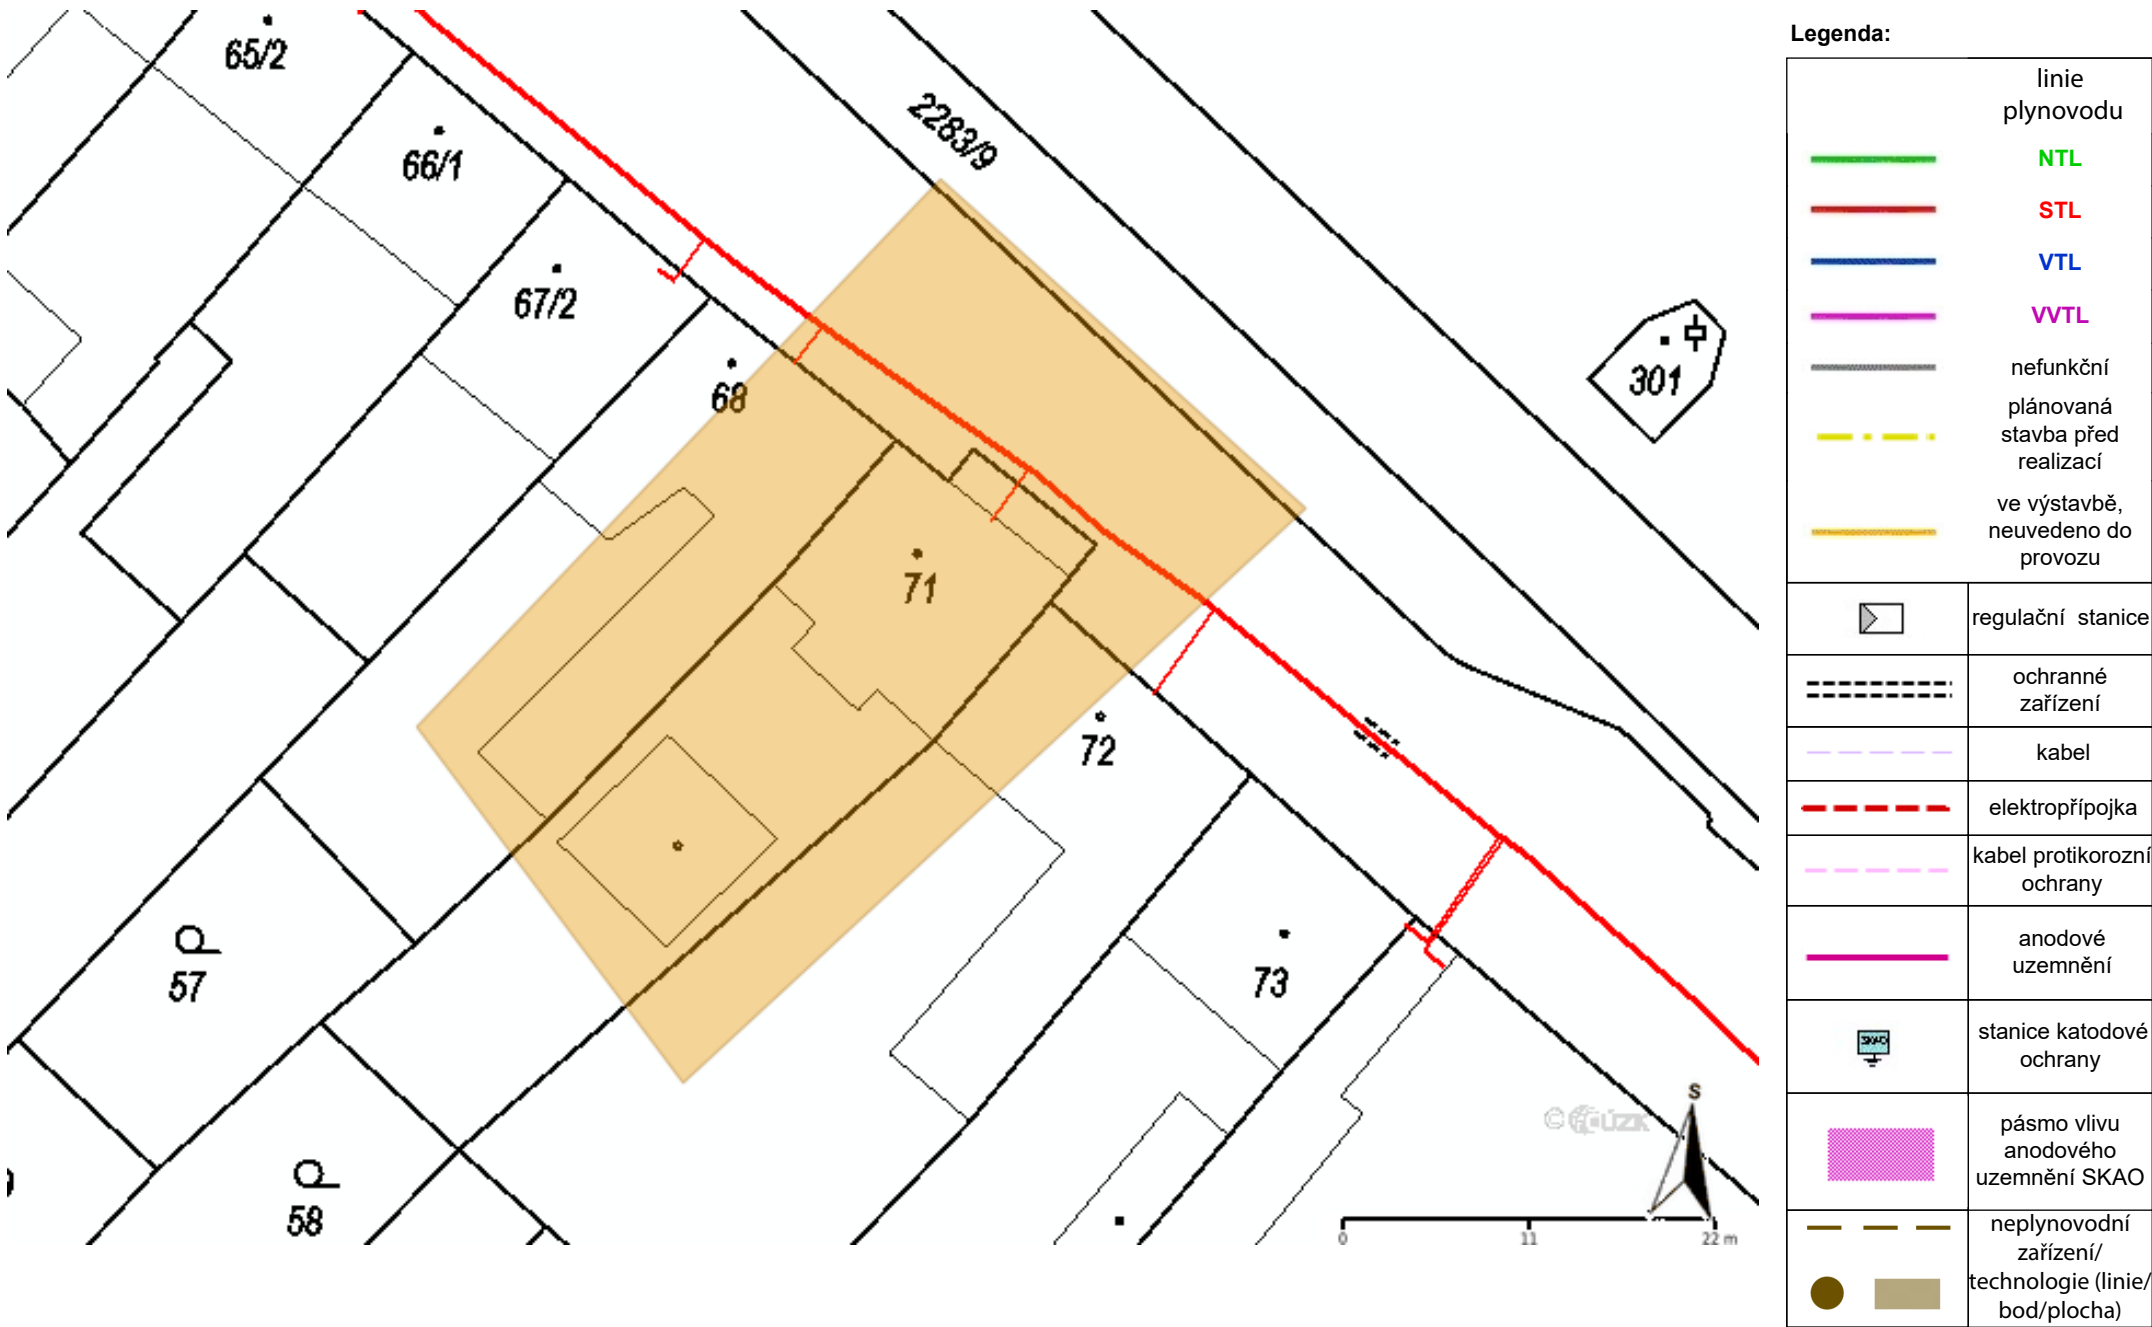 65/2
66/1
67/2
68
2283/9
301
71
72
73
57
58
© ČÚZK
S
0 11 22 m
Legenda:
linie
plynovodu
NTL
STL
VTL
VVTL
nefunkční
plánovaná
stavba před
realizací
ve výstavbě,
neuvedeno do
provozu
regulační stanice
ochranné
zařízení
kabel
elektropřípojka
kabel protikorozní
ochrany
anodové
uzemnění
SKAO
stanice katodové
ochrany
pásmo vlivu
anodového
uzemnění SKAO
neplynovodní
zařízení/
technologie (linie/
bod/plocha)